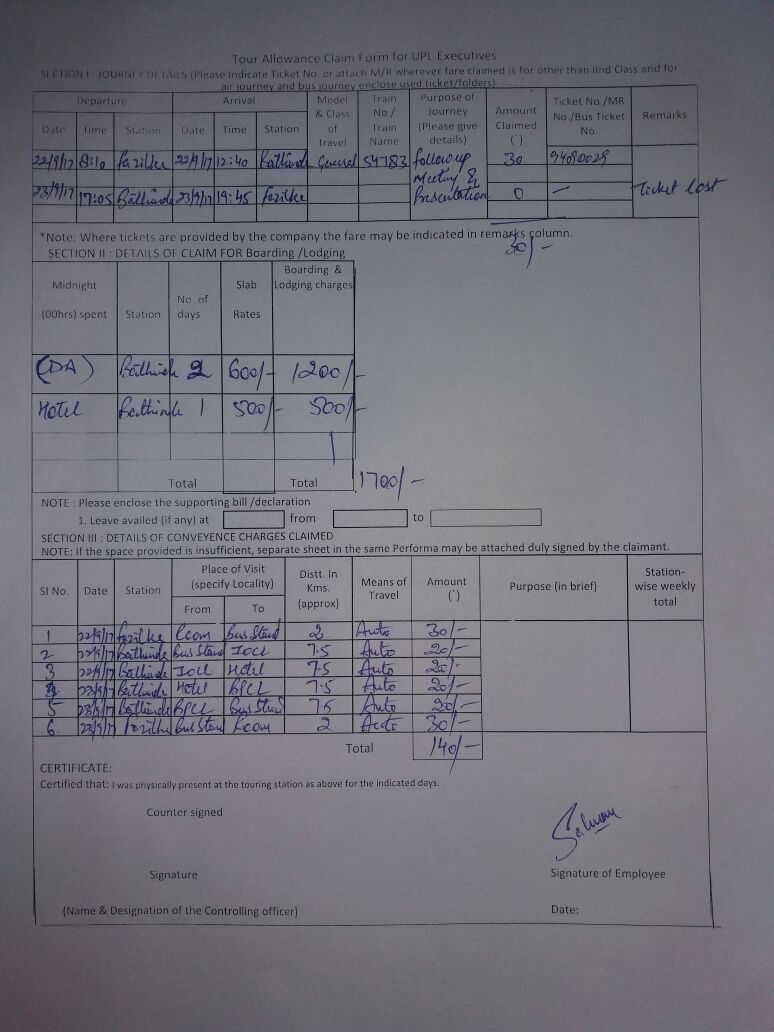 Tour Allowance Claim Form for UPL Executives
SECTION I : JOURNEY DETAILS (Please Indicate Ticket No. or attach M/R wherever fare claimed is for other than IInd Class and for
air journey and bus journey enclose used ticket/folders)
Departure Arrival Model & Class of travel Train No / Train Name Purpose of Journey (Please give details) Amount Claimed (`) Ticket No./MR No./Bus Ticket No. Remarks
Date Time Station Date Time Station
22/9/17 8:10 Fazilka 22/9/17 12:40 Bathinde General 54783 followup Meeting & Presentation 30 94090029
23/9/17 17:05 Bathinde 23/9/17 19:45 Fazilka 0 — Ticket lost
*Note: Where tickets are provided by the company the fare may be indicated in remarks column.
30/-
SECTION II : DETAILS OF CLAIM FOR Boarding /Lodging
Midnight (00hrs) spent Station No. of days Slab Rates Boarding & Lodging charges
(DA) Bathinde 2 600/- 1200/-
Hotel Bathinde 1 500/- 500/-
Total Total 1700/-
NOTE : Please enclose the supporting bill /declaration
1. Leave availed (if any) at from to
SECTION III : DETAILS OF CONVEYENCE CHARGES CLAIMED
NOTE: If the space provided is insufficient, separate sheet in the same Performa may be attached duly signed by the claimant.
SI No. Date Station Place of Visit (specify Locality) Distt. In Kms. (approx) Means of Travel Amount (`) Purpose (in brief) Station-wise weekly total
From To
1 22/9/17 Fazilka Room Bus Stand 2 Auto 30/-
2 22/9/17 Bathinde Bus Stand IOCL 7.5 Auto 20/-
3 22/9/17 Bathinde IOCL Hotel 7.5 Auto 20/-
4 23/9/17 Bathinde Hotel BPCL 7.5 Auto 20/-
5 23/9/17 Bathinde BPCL Bus Stand 7.5 Auto 20/-
6. 23/9/17 Fazilka Bus Stand Room 2 Auto 30/-
Total 140/-
CERTIFICATE:
Certified that: I was physically present at the touring station as above for the indicated days.
Counter signed
Salman
Signature Signature of Employee
(Name & Designation of the Controlling officer) Date: